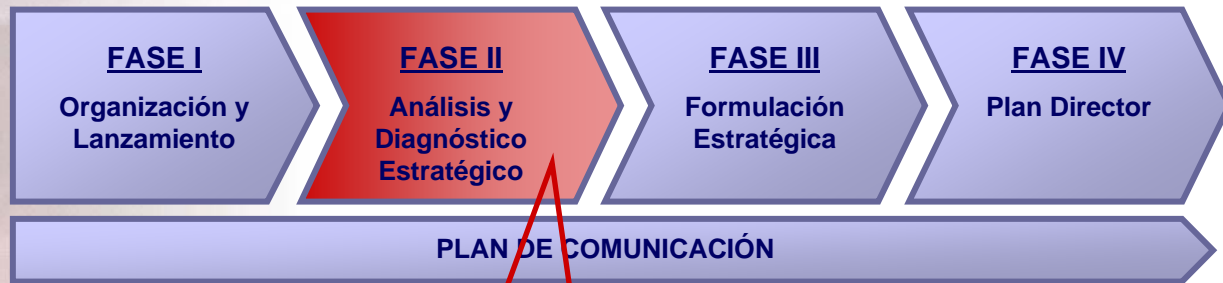 FASE I
Organización y
Lanzamiento
FASE II
Análisis y
Diagnóstico
Estratégico
FASE III
Formulación
Estratégica
FASE IV
Plan Director
PLAN DE COMUNICACIÓN